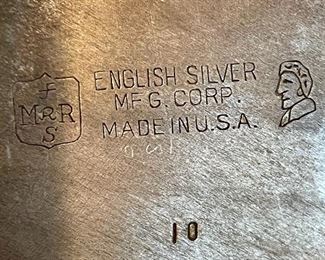 F
M R R
S
ENGLISH SILVER
MFG. CORP.
MADE IN U.S.A.
10